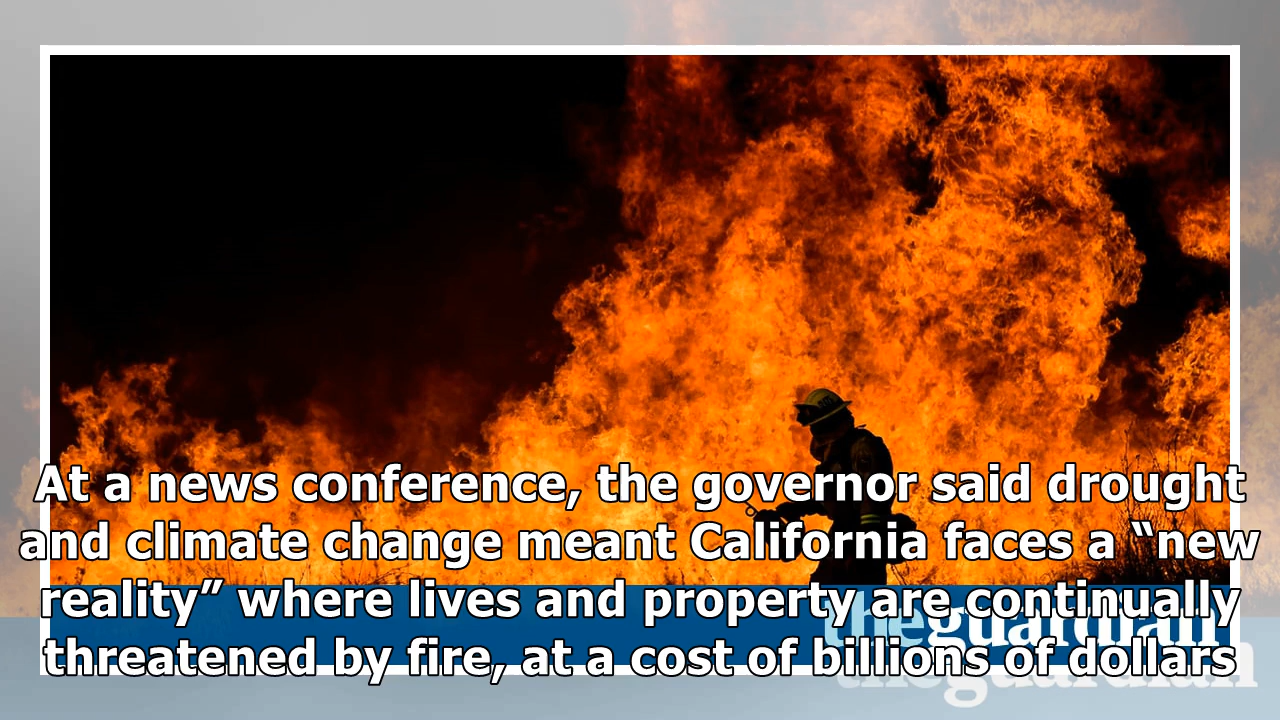 At a news conference, the governor said drought
and climate change meant California faces a “new
reality” where lives and property are continually
threatened by fire, at a cost of billions of dollars
theguardian
theguardian